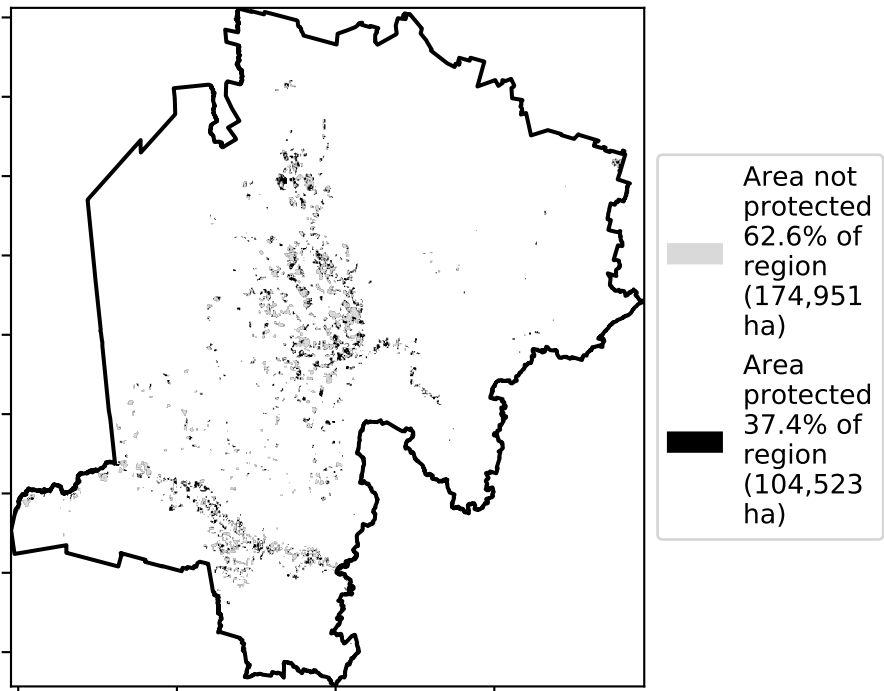 Area not
protected
62.6% of
region
(174,951
ha)
Area
protected
37.4% of
region
(104,523
ha)